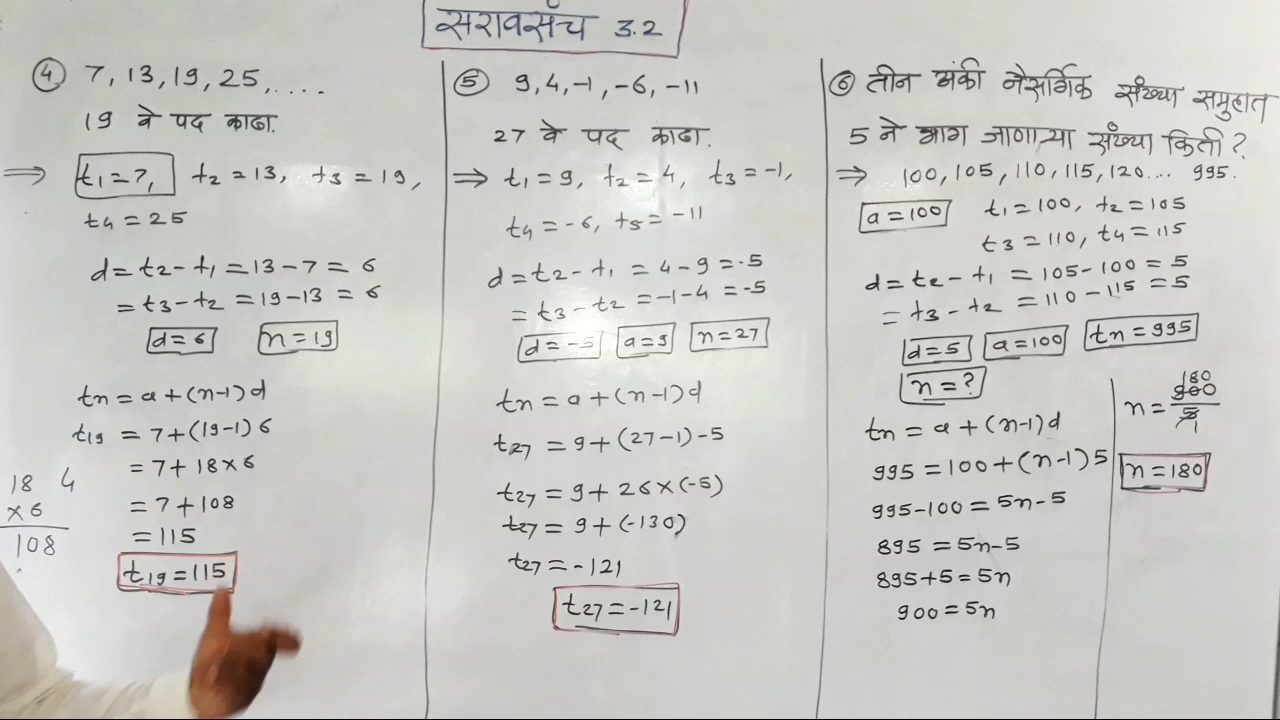 सरावसंच 3.2
④ 7, 13, 19, 25, ....
19 वे पद काढा.
⇒ t1 = 7, t2 = 13, t3 = 19,
t4 = 25
d = t2 - t1 = 13 - 7 = 6
= t3 - t2 = 19 - 13 = 6
d = 6 n = 19
tn = a + (n-1)d
t19 = 7 + (19-1) 6
= 7 + 18 × 6
= 7 + 108
= 115
t19 = 115
18 4
× 6
108
⑤ 9, 4, -1, -6, -11
27 वे पद काढा.
⇒ t1 = 9, t2 = 4, t3 = -1,
t4 = -6, t5 = -11
d = t2 - t1 = 4 - 9 = -5
= t3 - t2 = -1 - 4 = -5
d = -5 a = 9 n = 27
tn = a + (n-1)d
t27 = 9 + (27-1) -5
t27 = 9 + 26 × (-5)
t27 = 9 + (-130)
t27 = -121
t27 = -121
⑥ तीन अंकी नैसर्गिक संख्या समुहात
5 ने भाग जाणाऱ्या संख्या किती?
⇒ 100, 105, 110, 115, 120... 995.
a = 100 t1 = 100, t2 = 105
t3 = 110, t4 = 115
d = t2 - t1 = 105 - 100 = 5
= t3 - t2 = 110 - 115 = 5
d = 5 a = 100 tn = 995
n = ?
tn = a + (n-1)d
995 = 100 + (n-1) 5
995 - 100 = 5n - 5
895 = 5n - 5
895 + 5 = 5n
900 = 5n
180
n = 900
5
1
n = 180